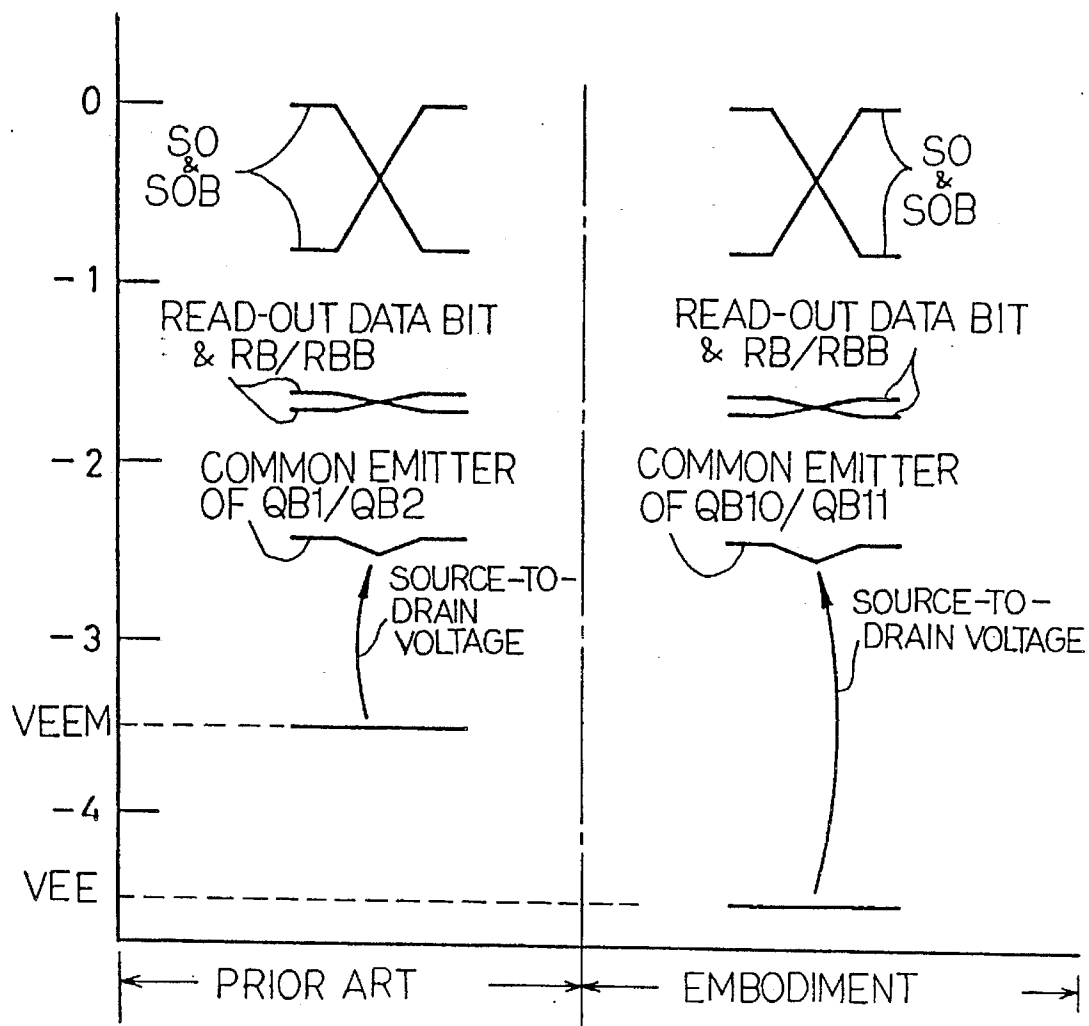 0
SO
&
SOB
SO
&
SOB
-1
READ-OUT DATA BIT
& RB/RBB
READ-OUT DATA BIT
& RB/RBB
-2
COMMON EMITTER
OF QB1/QB2
COMMON EMITTER
OF QB10/QB11
SOURCE-TO-
DRAIN
VOLTAGE
SOURCE-TO-
DRAIN VOLTAGE
-3
VEEM
-4
VEE
PRIOR ART
EMBODIMENT